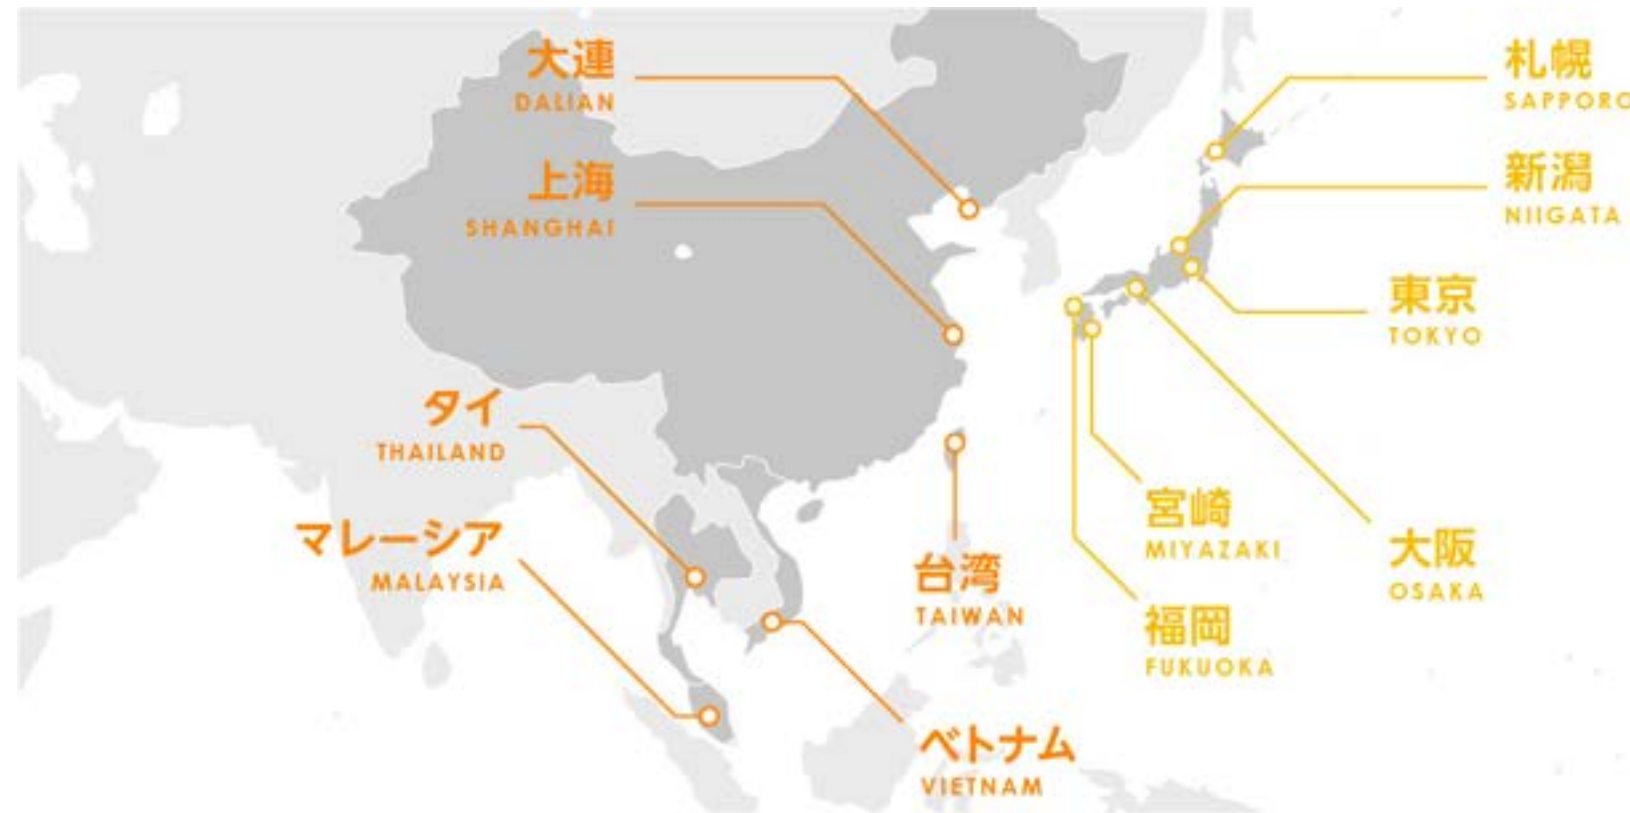 大連
DALIAN
上海
SHANGHAI
タイ
THAILAND
マレーシア
MALAYSIA
台湾
TAIWAN
ベトナム
VIETNAM
札幌
SAPPORO
新潟
NIIGATA
東京
TOKYO
宮崎
MIYAZAKI
大阪
OSAKA
福岡
FUKUOKA